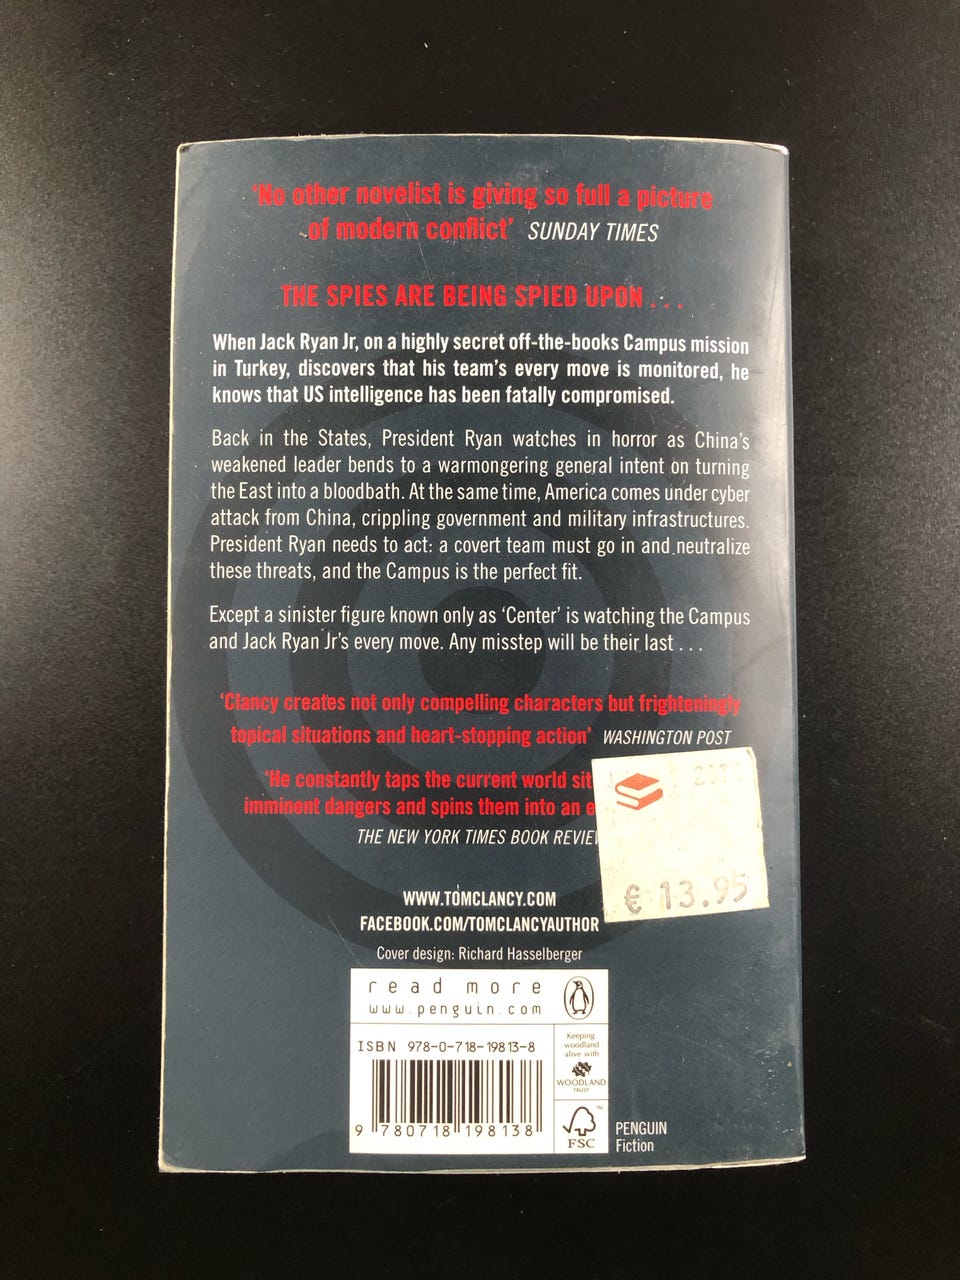 'No other novelist is giving so full a picture
of modern conflict' SUNDAY TIMES
THE SPIES ARE BEING SPIED UPON . . .
When Jack Ryan Jr, on a highly secret off-the-books Campus mission
in Turkey, discovers that his team's every move is monitored, he
knows that US intelligence has been fatally compromised.
Back in the States, President Ryan watches in horror as China's
weakened leader bends to a warmongering general intent on turning
the East into a bloodbath. At the same time, America comes under cyber
attack from China, crippling government and military infrastructures.
President Ryan needs to act: a covert team must go in and neutralize
these threats, and the Campus is the perfect fit.
Except a sinister figure known only as 'Center' is watching the Campus
and Jack Ryan Jr's every move. Any misstep will be their last . . .
'Clancy creates not only compelling characters but frighteningly
topical situations and heart-stopping action' WASHINGTON POST
'He constantly taps the current world
imminent dangers and spins them into an
THE NEW YORK TIMES BOOK
€ 13.95
WWW.TOMCLANCY.COM
FACEBOOK.COM/TOMCLANCYAUTHOR
Cover design: Richard Hasselberger
read more
www.penguin.com
ISBN 978-0-718-19813-8
9 780718 198138
Keeping
woodland
alive with
WOODLAND
TRUST
FSC
™
PENGUIN
Fiction